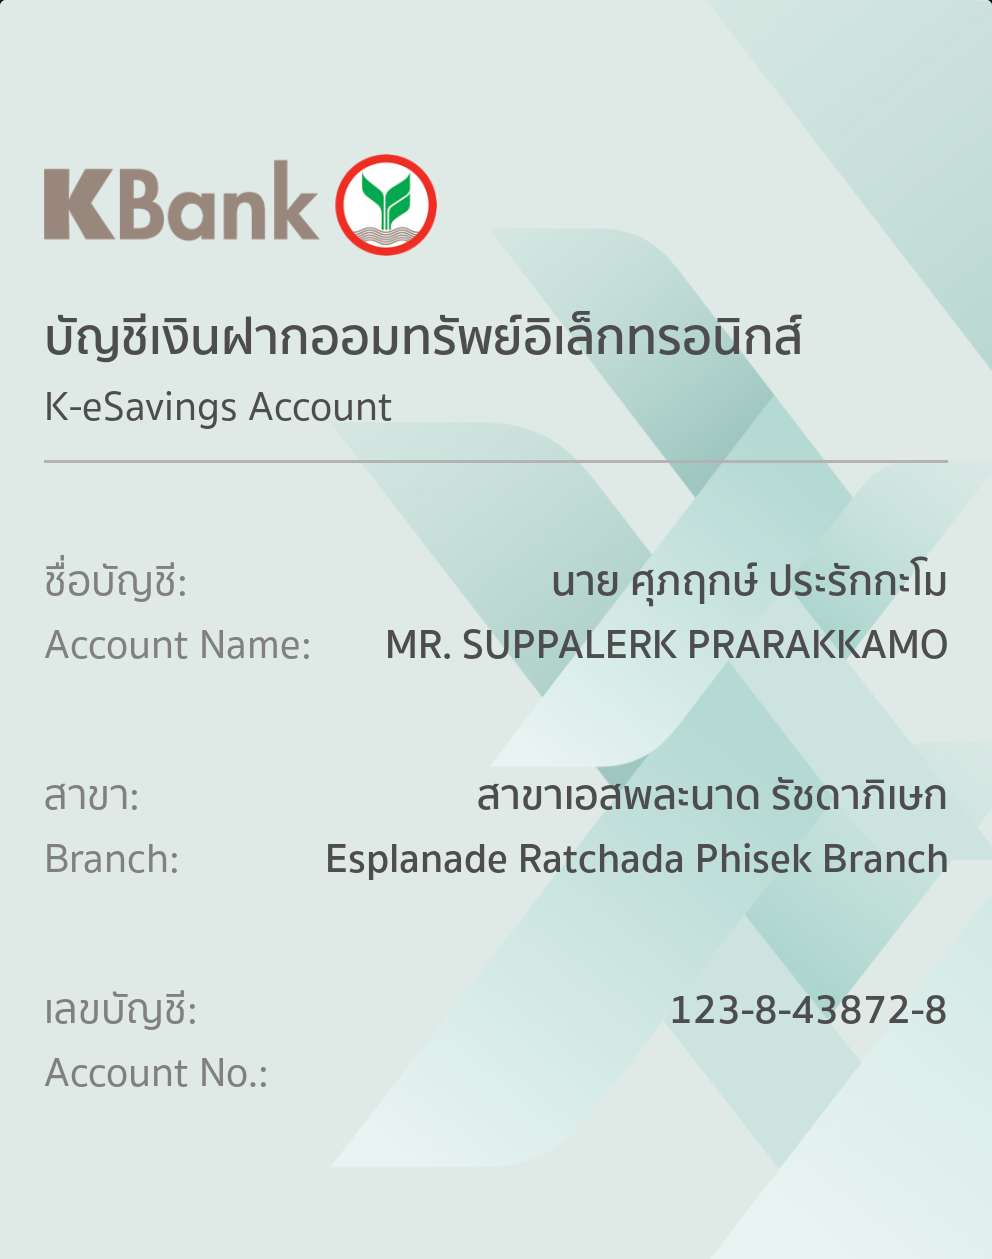 KBank
บัญชีเงินฝากออมทรัพย์อิเล็กทรอนิกส์
K-eSavings Account
ชื่อบัญชี: นาย ศุภฤกษ์ ประรักกะโม
Account Name: MR. SUPPALERK PRARAKKAMO
สาขา: สาขาเอสพละนาด รัชดาภิเษก
Branch: Esplanade Ratchada Phisek Branch
เลขบัญชี: 123-8-43872-8
Account No.: